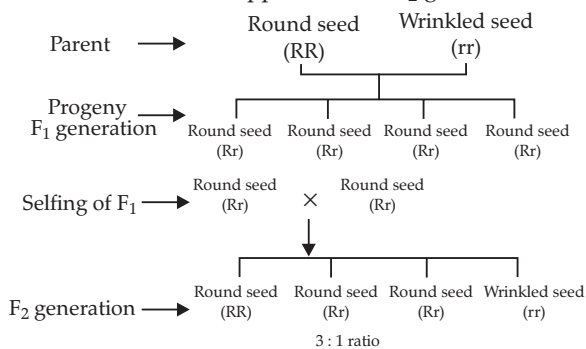 Parent Round seed Wrinkled seed
(RR) (rr)
Progeny
F₁ generation
Round seed Round seed Round seed Round seed
(Rr) (Rr) (Rr) (Rr)
Selfing of F₁ Round seed × Round seed
(Rr) (Rr)
F₂ generation Round seed Round seed Round seed Wrinkled seed
(RR) (Rr) (Rr) (rr)
3 : 1 ratio